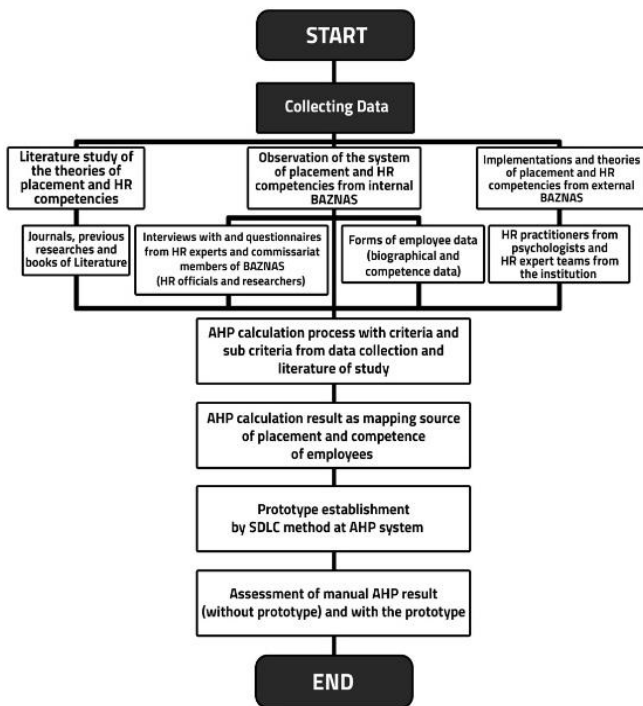 START
Collecting Data
Literature study of
the theories of
placement and HR
competencies
Observation of the system
of placement and HR
competencies from internal
BAZNAS
Implementations and theories
of placement and HR
competencies from external
BAZNAS
Journals, previous
researches and
books of Literature
Interviews with and questionnaires
from HR experts and commissariat
members of BAZNAS
(HR officials and researchers)
Forms of employee data
(biographical and
competence data)
HR practitioners from
psychologists and
HR expert teams from
the institution
AHP calculation process with criteria and
sub criteria from data collection and
literature of study
AHP calculation result as mapping source
of placement and competence
of employees
Prototype establishment
by SDLC method at AHP system
Assessment of manual AHP result
(without prototype) and with the prototype
END